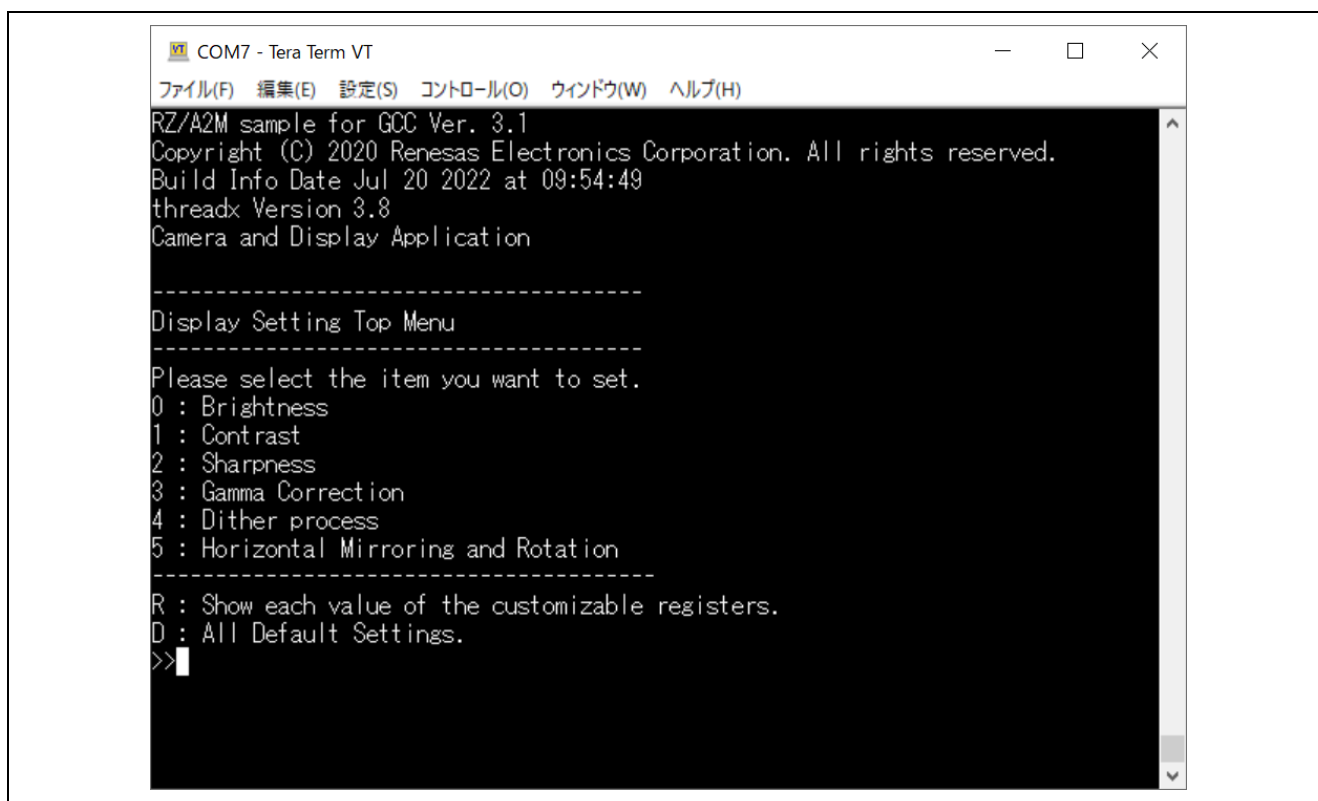 COM7 - Tera Term VT
ファイル(F) 編集(E) 設定(S) コントロール(O) ウィンドウ(W) ヘルプ(H)
RZ/A2M sample for GCC Ver. 3.1
Copyright (C) 2020 Renesas Electronics Corporation. All rights reserved.
Build Info Date Jul 20 2022 at 09:54:49
threadx Version 3.8
Camera and Display Application
---------------------------------------
Display Setting Top Menu
---------------------------------------
Please select the item you want to set.
0 : Brightness
1 : Contrast
2 : Sharpness
3 : Gamma Correction
4 : Dither process
5 : Horizontal Mirroring and Rotation
----------------------------------------
R : Show each value of the customizable registers.
D : All Default Settings.
>>